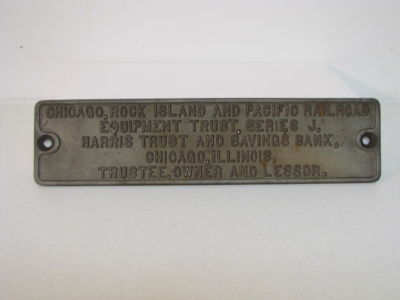 CHICAGO, ROCK ISLAND AND PACIFIC RAILROAD
EQUIPMENT TRUST, SERIES J.
HARRIS TRUST AND SAVINGS BANK,
CHICAGO, ILLINOIS,
TRUSTEE, OWNER AND LESSOR.